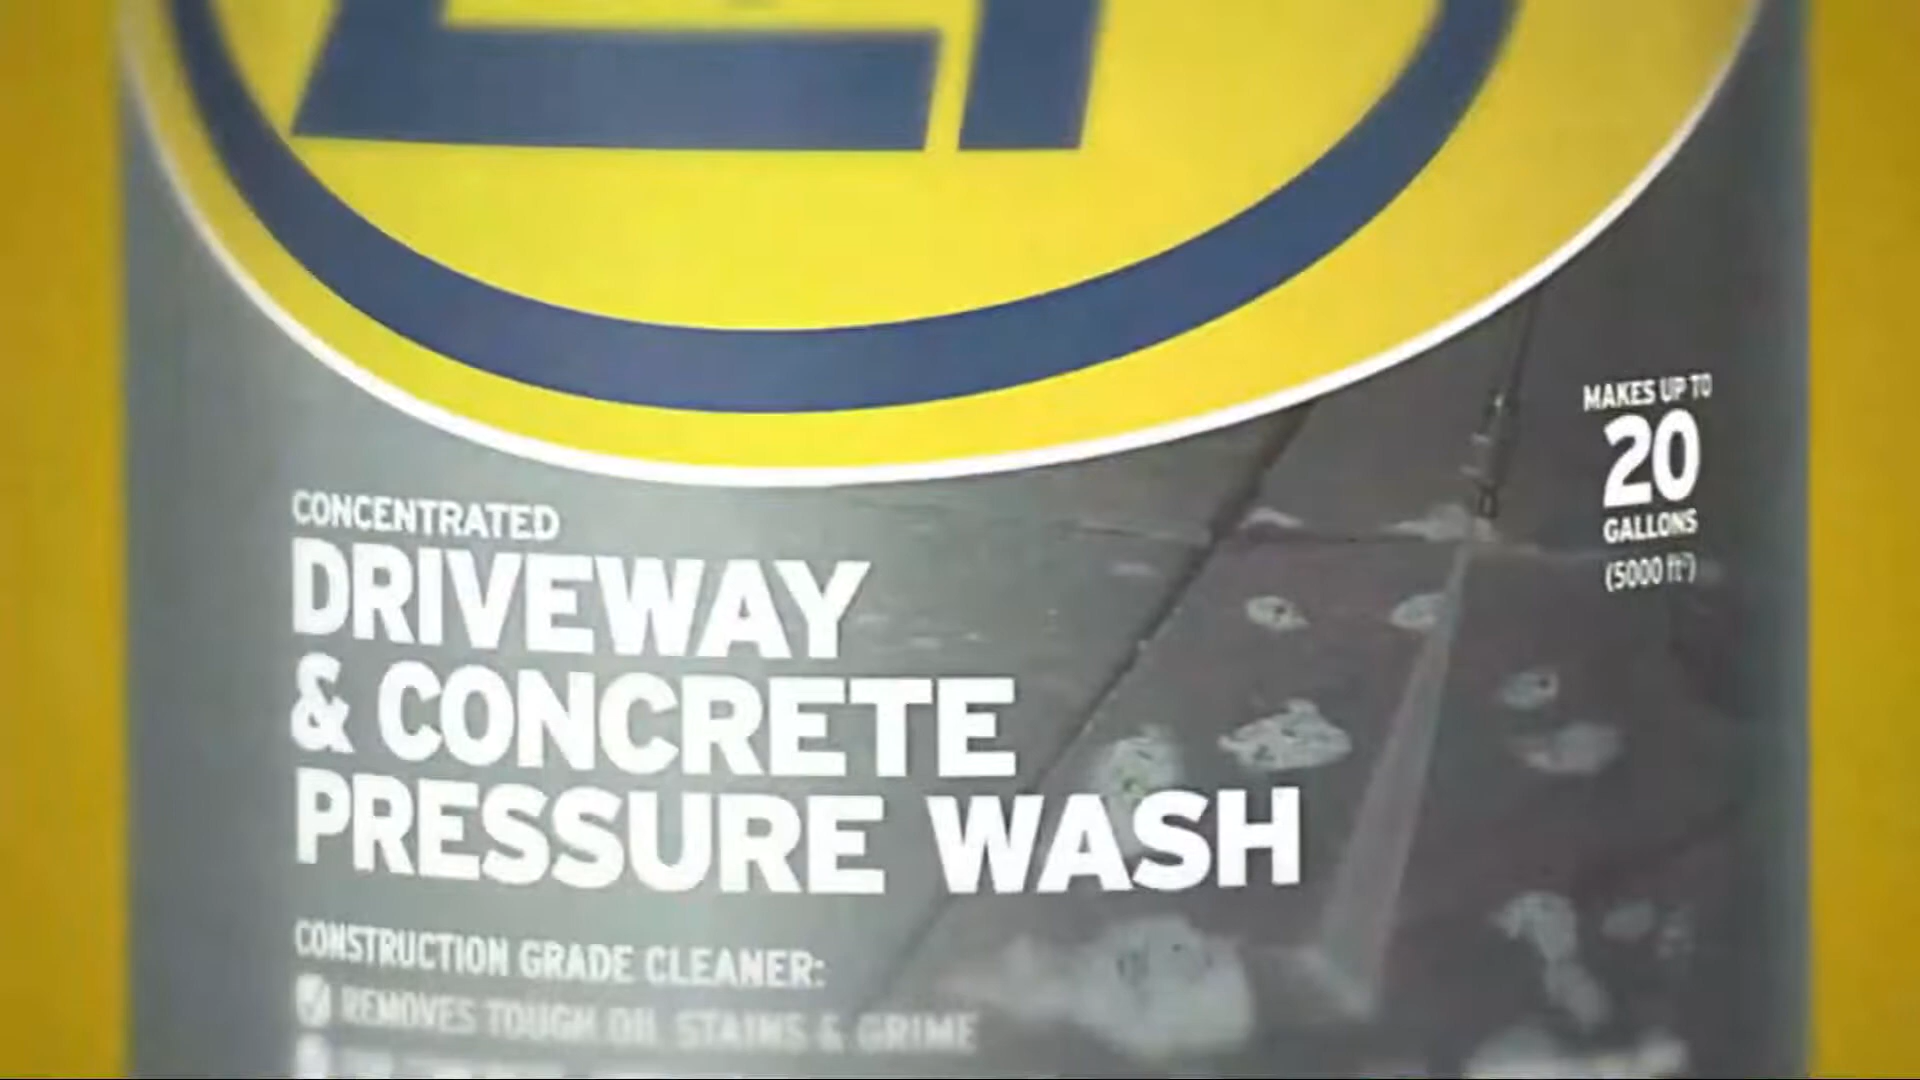 CONCENTRATED
DRIVEWAY
& CONCRETE
PRESSURE WASH
CONSTRUCTION GRADE CLEANER:
REMOVES TOUGH OIL STAINS & GRIME
MAKES UP TO
20
GALLONS
(5000 ft²)